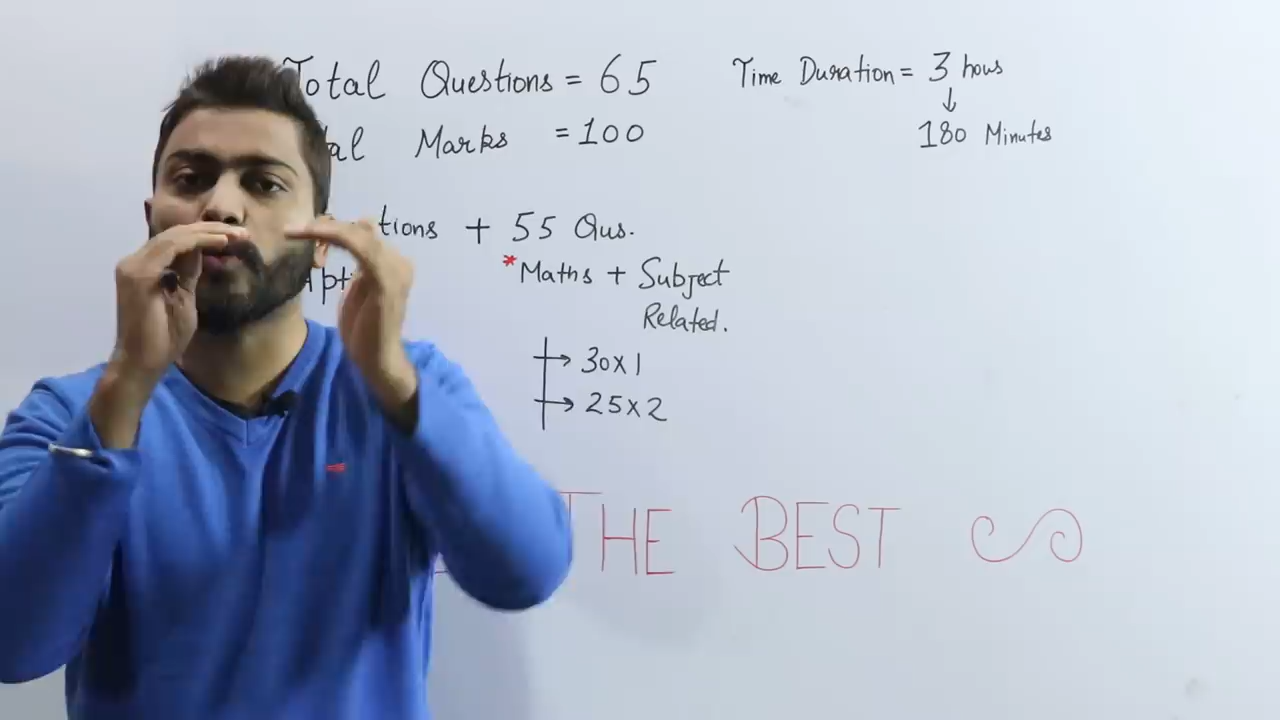 Total Questions = 65
Marks = 100
Time Duration = 3 hours
↓
180 Minutes
+ 55 Qus.
*Maths + Subject
Related.
→ 30x1
→ 25x2
THE BEST